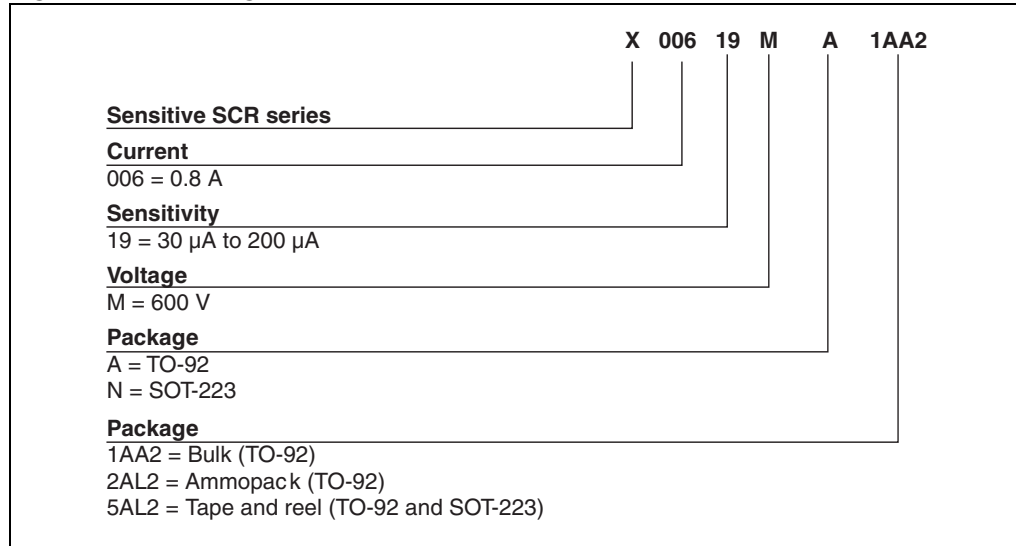 X 006 19 M A 1AA2
Sensitive SCR series
Current
006 = 0.8 A
Sensitivity
19 = 30 µA to 200 µA
Voltage
M = 600 V
Package
A = TO-92
N = SOT-223
Package
1AA2 = Bulk (TO-92)
2AL2 = Ammopack (TO-92)
5AL2 = Tape and reel (TO-92 and SOT-223)